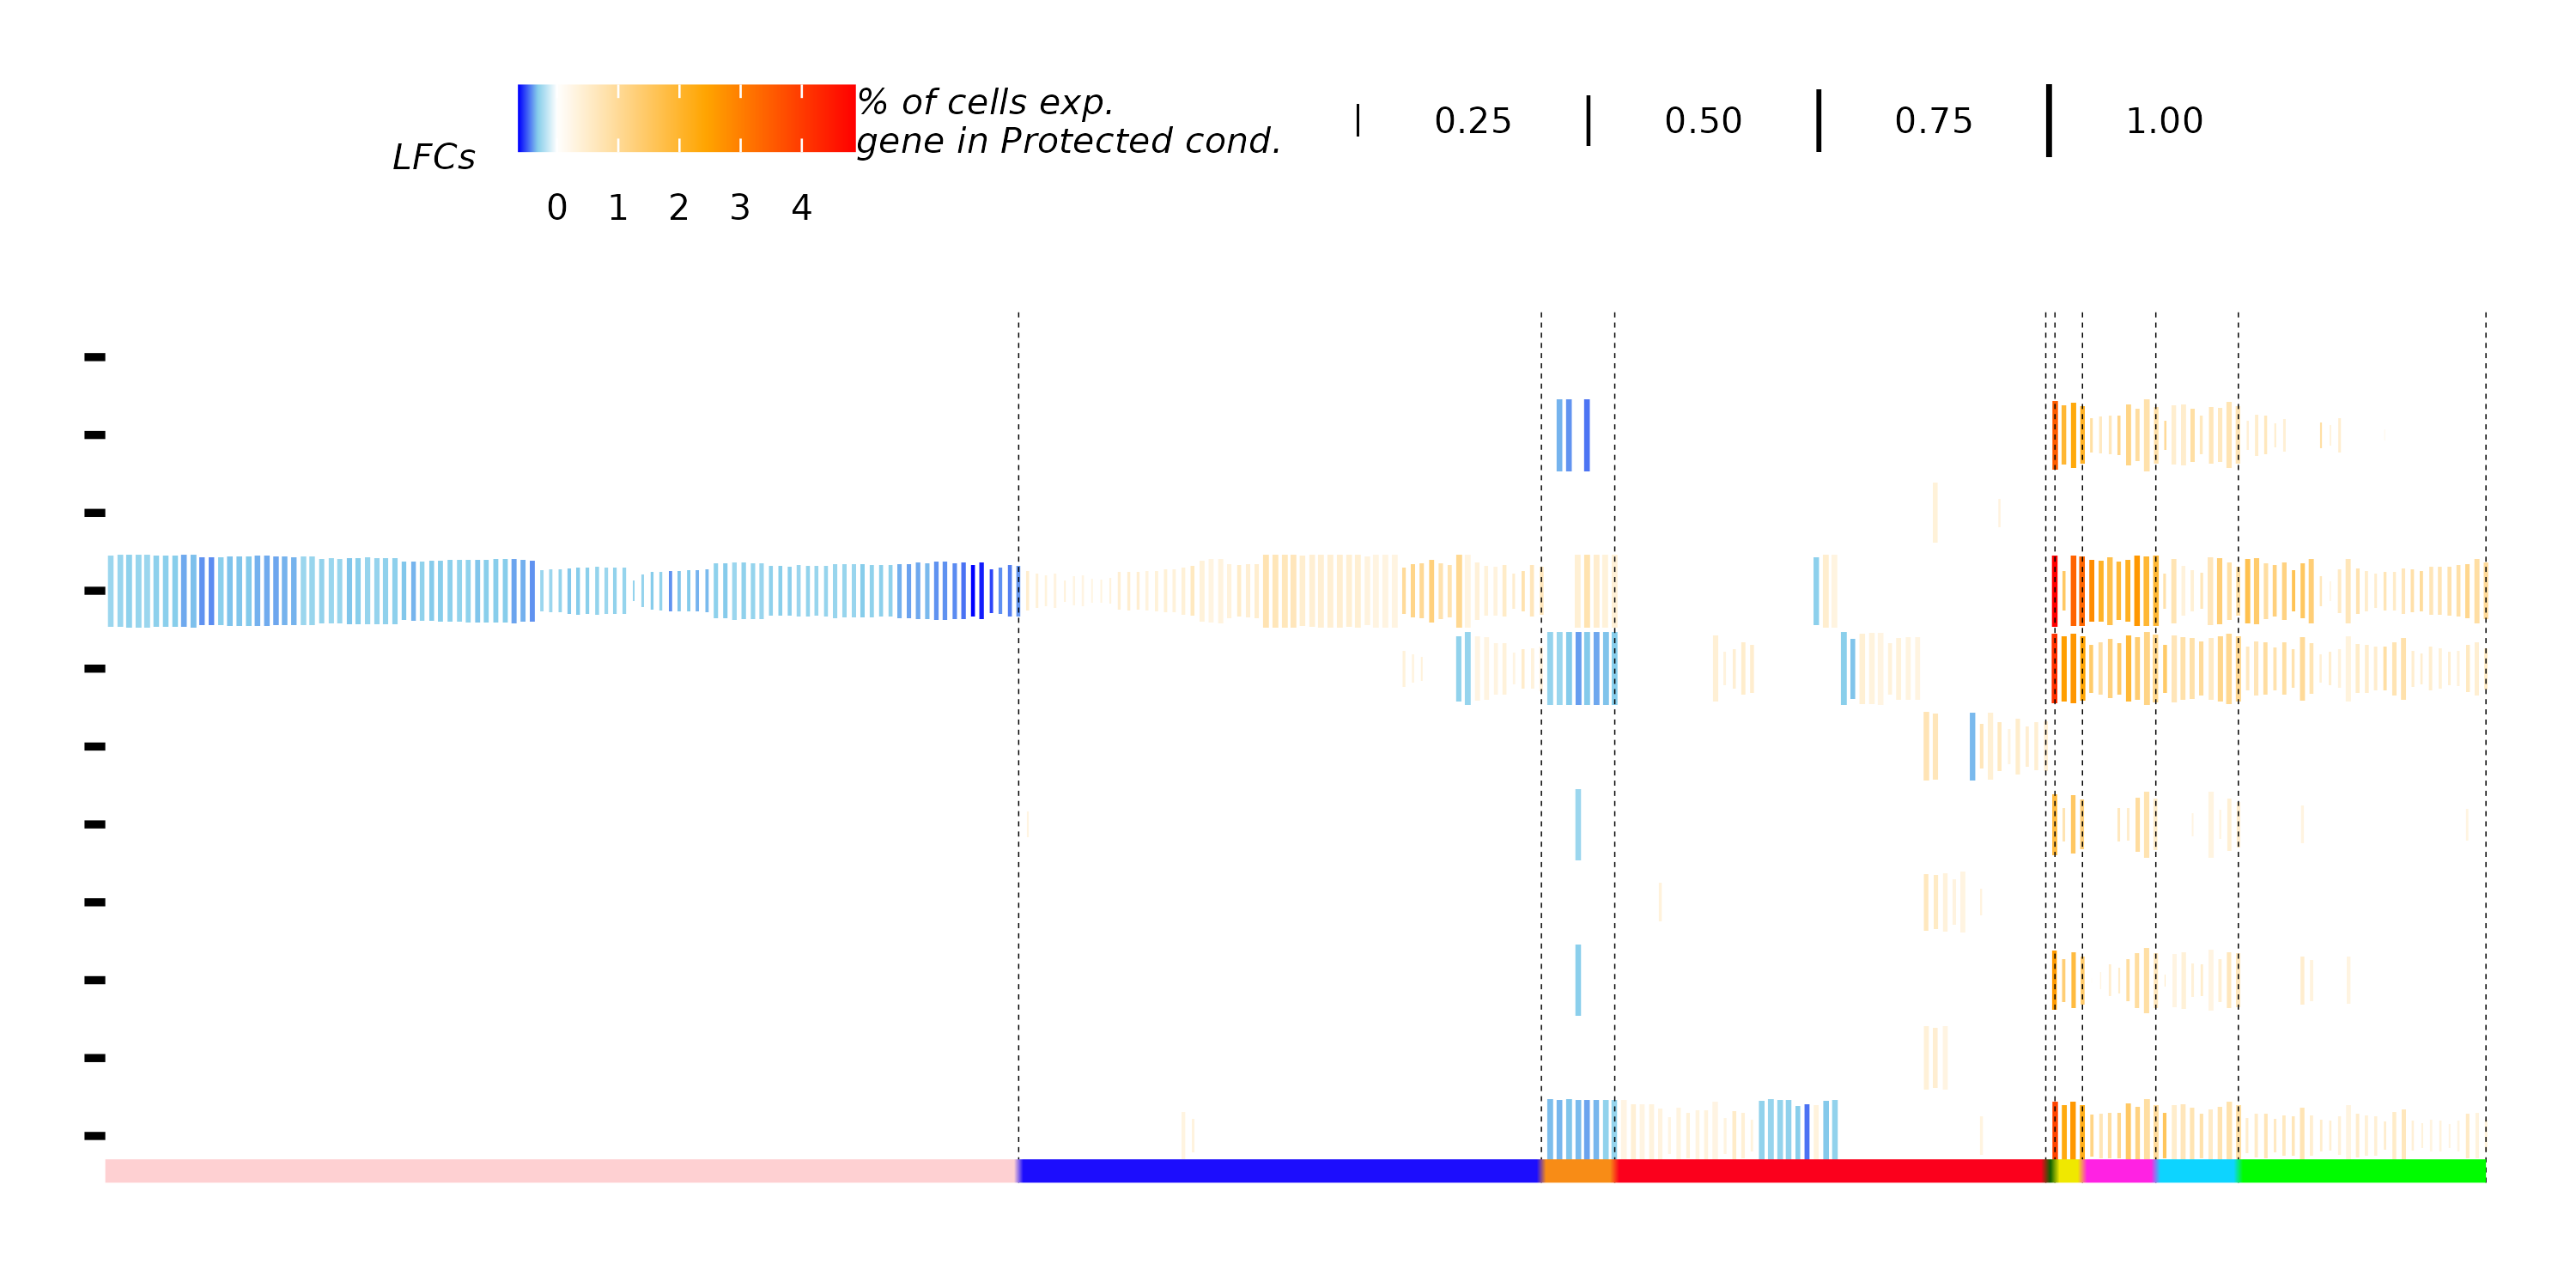 % of cells exp.
gene in Protected cond.
LFCs
0 1 2 3 4
0.25 0.50 0.75 1.00